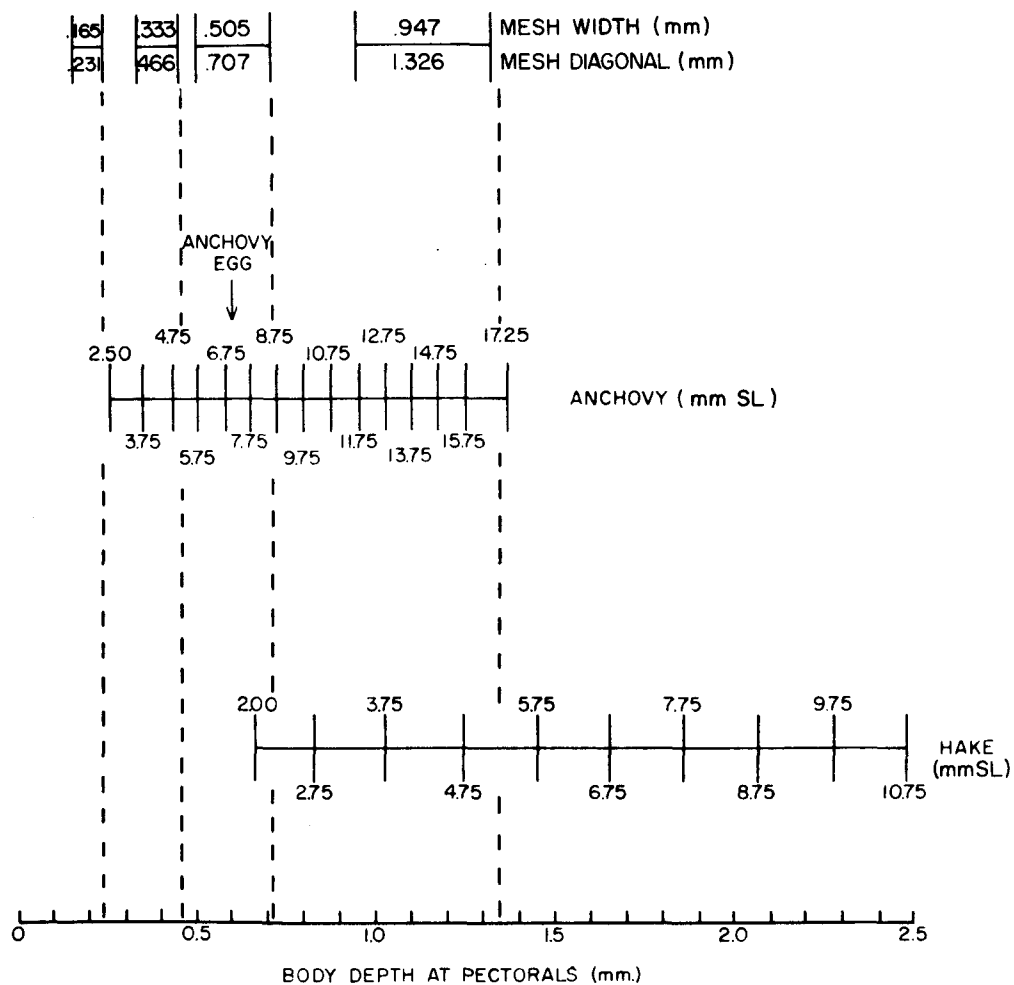 .165 .333 .505 .947 MESH WIDTH (mm)
.231 .466 .707 1.326 MESH DIAGONAL (mm)
ANCHOVY
EGG
4.75 8.75 12.75 17.25
2.50 6.75 10.75 14.75
ANCHOVY (mm SL)
3.75 7.75 11.75 15.75
5.75 9.75 13.75
2.00 3.75 5.75 7.75 9.75
HAKE
(mmSL)
2.75 4.75 6.75 8.75 10.75
0 0.5 1.0 1.5 2.0 2.5
BODY DEPTH AT PECTORALS (mm.)